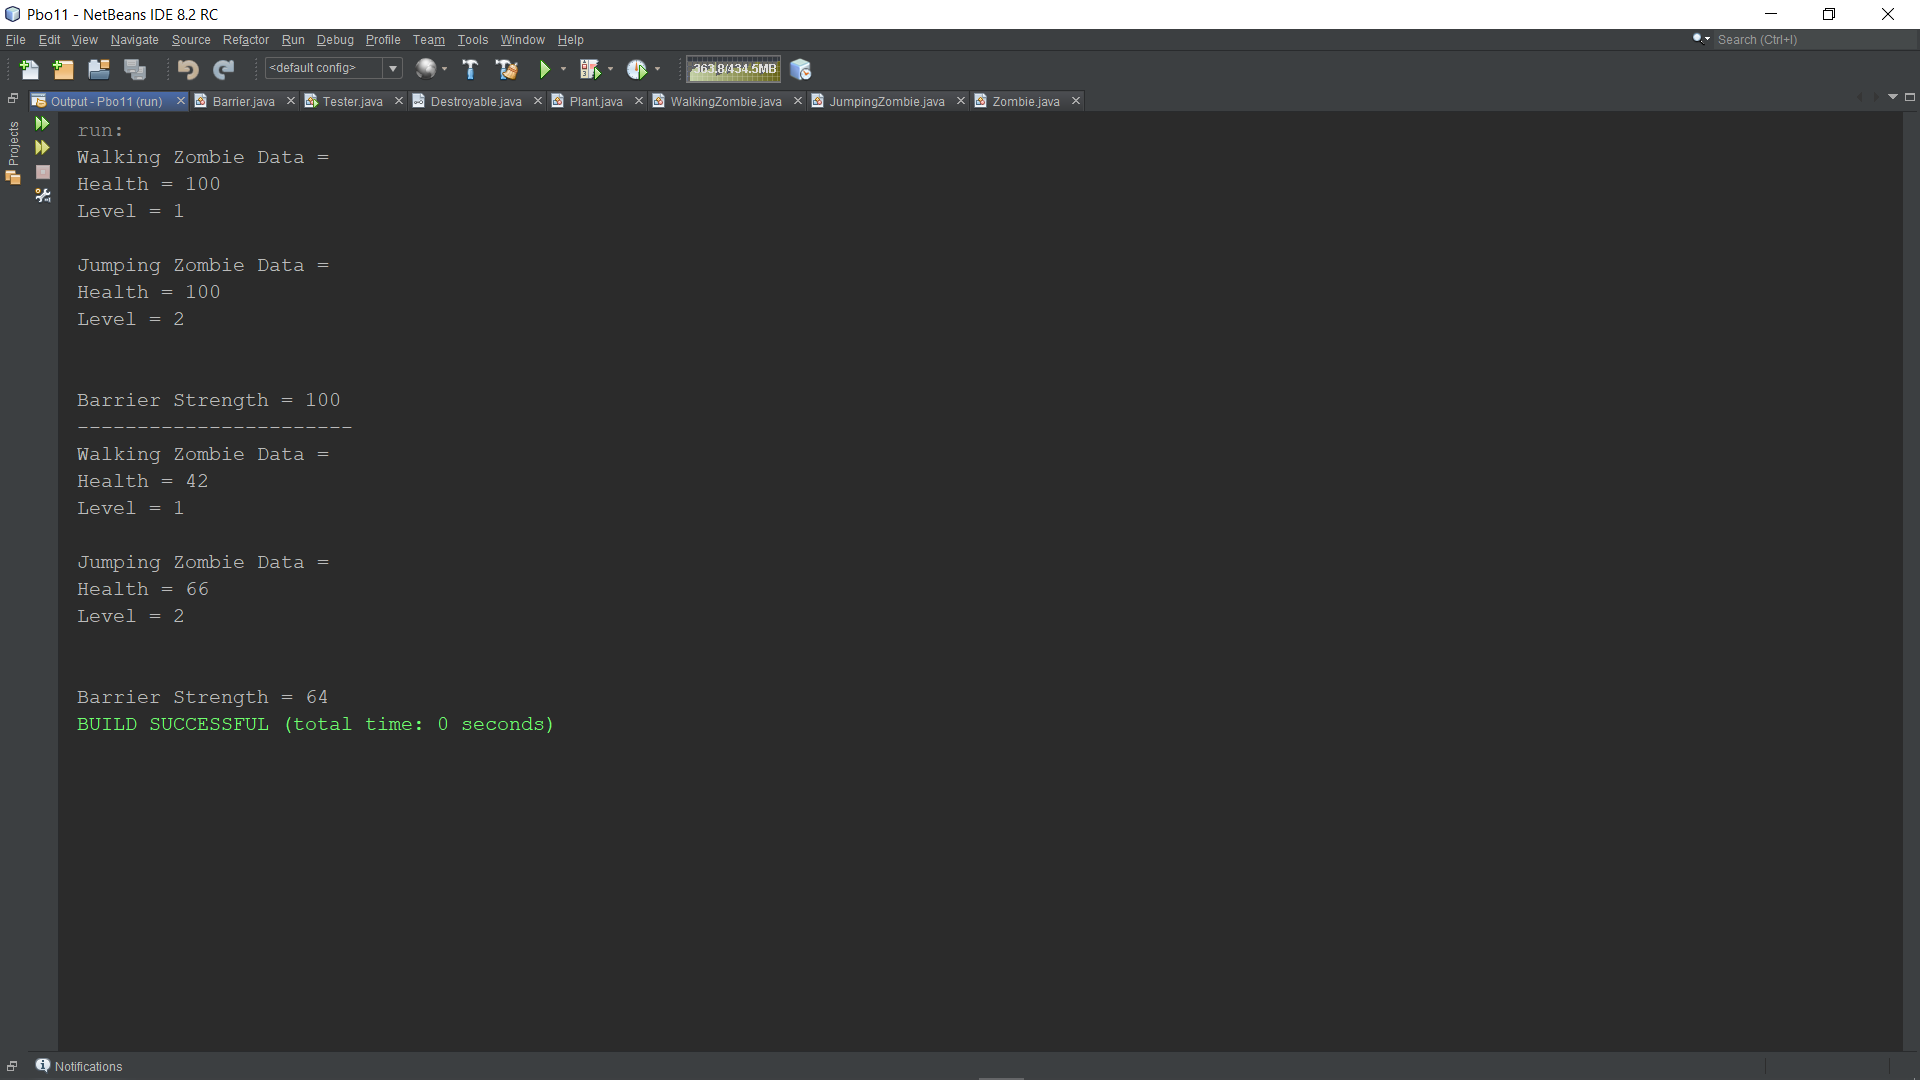 Pbo11 - NetBeans IDE 8.2 RC
File Edit View Navigate Source Refactor Run Debug Profile Team Tools Window Help
Search (Ctrl+I)
<default config>
363.8/434.5MB
Output - Pbo11 (run) Barrier.java Tester.java Destroyable.java Plant.java WalkingZombie.java JumpingZombie.java Zombie.java
Projects
run:
Walking Zombie Data =
Health = 100
Level = 1
Jumping Zombie Data =
Health = 100
Level = 2
Barrier Strength = 100
-----------------------
Walking Zombie Data =
Health = 42
Level = 1
Jumping Zombie Data =
Health = 66
Level = 2
Barrier Strength = 64
BUILD SUCCESSFUL (total time: 0 seconds)
Notifications